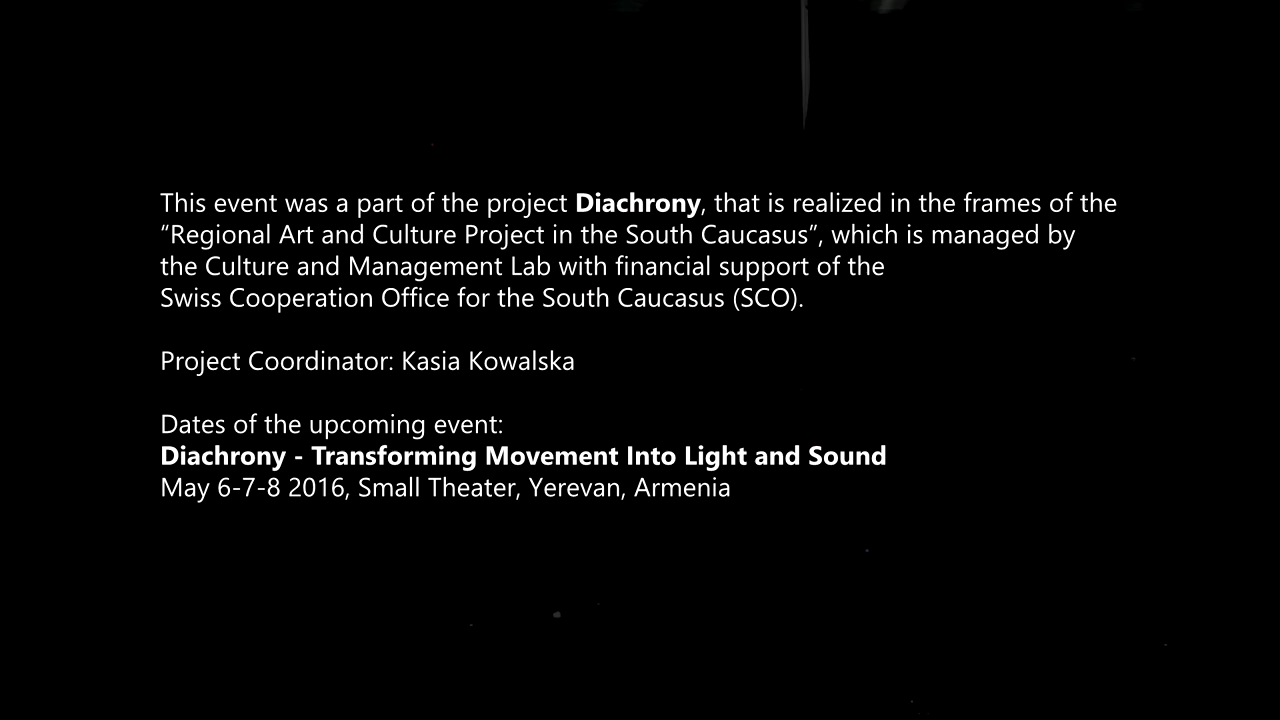 This event was a part of the project Diachrony, that is realized in the frames of the
“Regional Art and Culture Project in the South Caucasus”, which is managed by
the Culture and Management Lab with financial support of the
Swiss Cooperation Office for the South Caucasus (SCO).
Project Coordinator: Kasia Kowalska
Dates of the upcoming event:
Diachrony - Transforming Movement Into Light and Sound
May 6-7-8 2016, Small Theater, Yerevan, Armenia